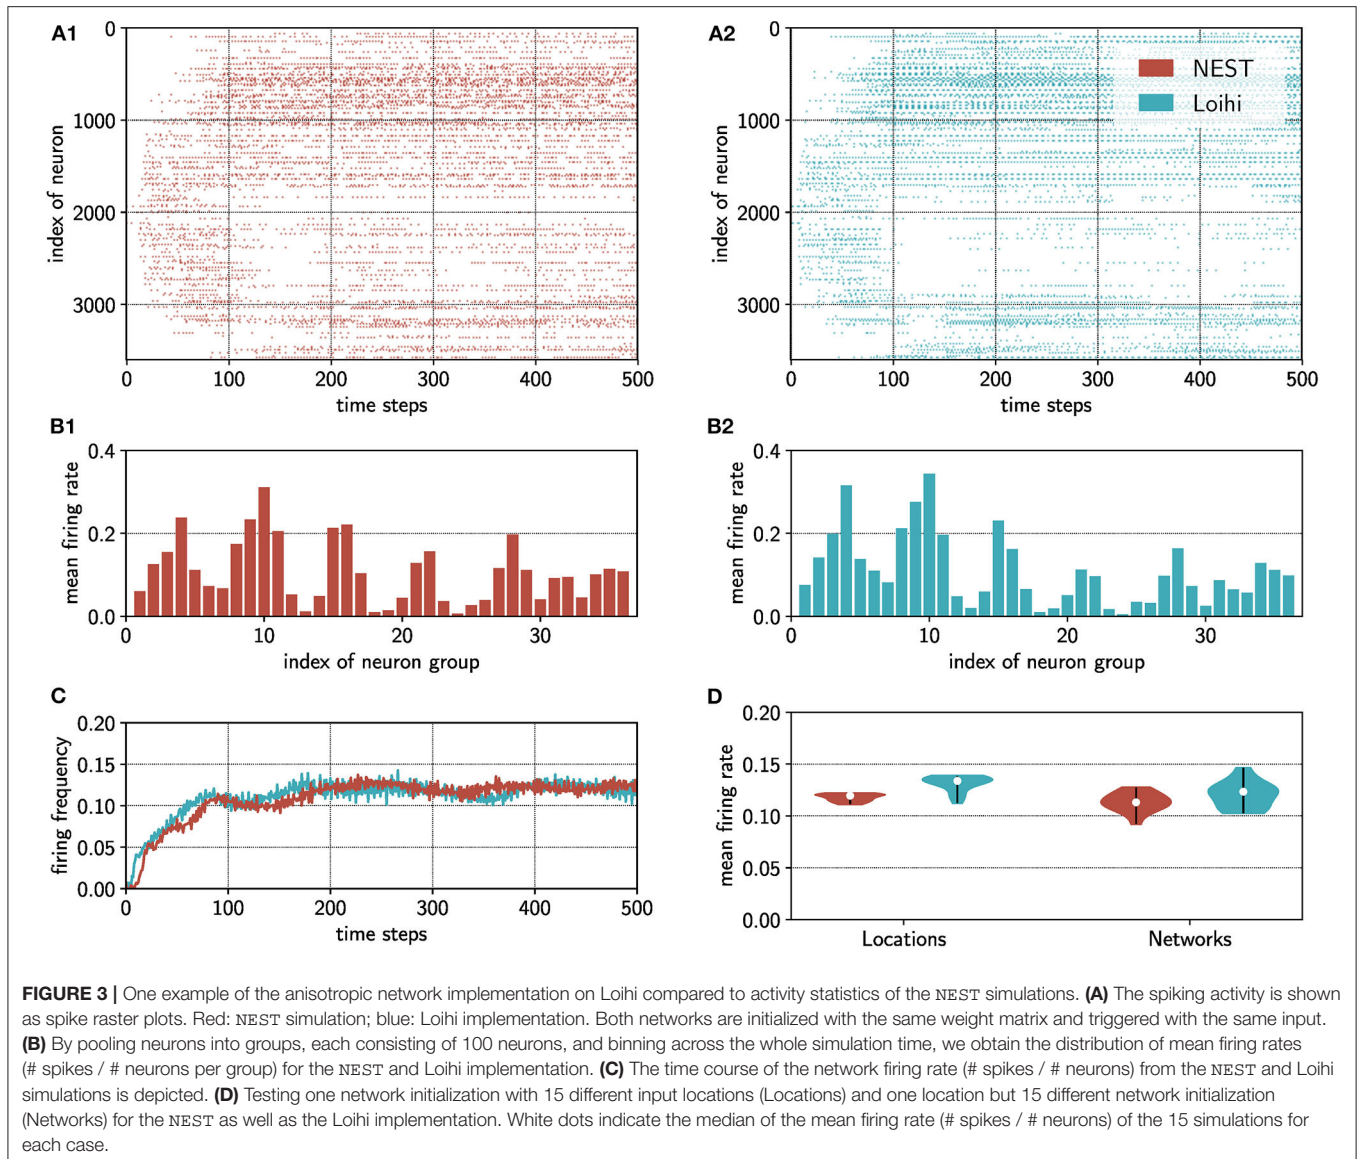 A1
0
1000
2000
3000
index of neuron
0 100 200 300 400 500
time steps
A2
NEST
Loihi
0
1000
2000
3000
index of neuron
0 100 200 300 400 500
time steps
B1
0.4
0.2
0.0
mean firing rate
0 10 20 30
index of neuron group
B2
0.4
0.2
0.0
mean firing rate
0 10 20 30
index of neuron group
C
0.20
0.15
0.10
0.05
0.00
firing frequency
0 100 200 300 400 500
time steps
D
0.20
0.15
0.10
0.05
0.00
mean firing rate
Locations Networks
FIGURE 3 | One example of the anisotropic network implementation on Loihi compared to activity statistics of the NEST simulations. (A) The spiking activity is shown
as spike raster plots. Red: NEST simulation; blue: Loihi implementation. Both networks are initialized with the same weight matrix and triggered with the same input.
(B) By pooling neurons into groups, each consisting of 100 neurons, and binning across the whole simulation time, we obtain the distribution of mean firing rates
(# spikes / # neurons per group) for the NEST and Loihi implementation. (C) The time course of the network firing rate (# spikes / # neurons) from the NEST and Loihi
simulations is depicted. (D) Testing one network initialization with 15 different input locations (Locations) and one location but 15 different network initialization
(Networks) for the NEST as well as the Loihi implementation. White dots indicate the median of the mean firing rate (# spikes / # neurons) of the 15 simulations for
each case.